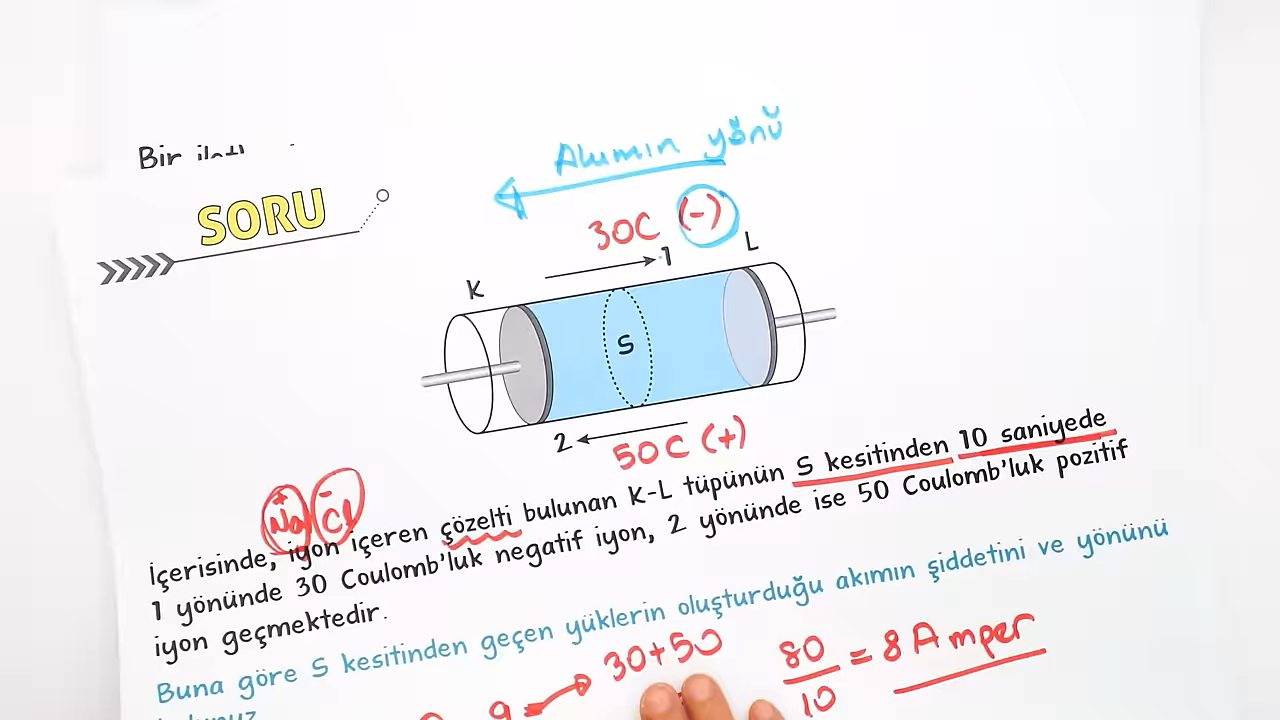 Bir
SORU
Akımın yönü
30C (-)
1
K
L
S
2
50C (+)
Na Cl
+ -
İçerisinde, iyon içeren çözelti bulunan K-L tüpünün S kesitinden 10 saniyede
1 yönünde 30 Coulomb'luk negatif iyon, 2 yönünde ise 50 Coulomb'luk pozitif
iyon geçmektedir.
Buna göre S kesitinden geçen yüklerin oluşturduğu akımın şiddetini ve yönünü
30+50
80
10
= 8 Amper